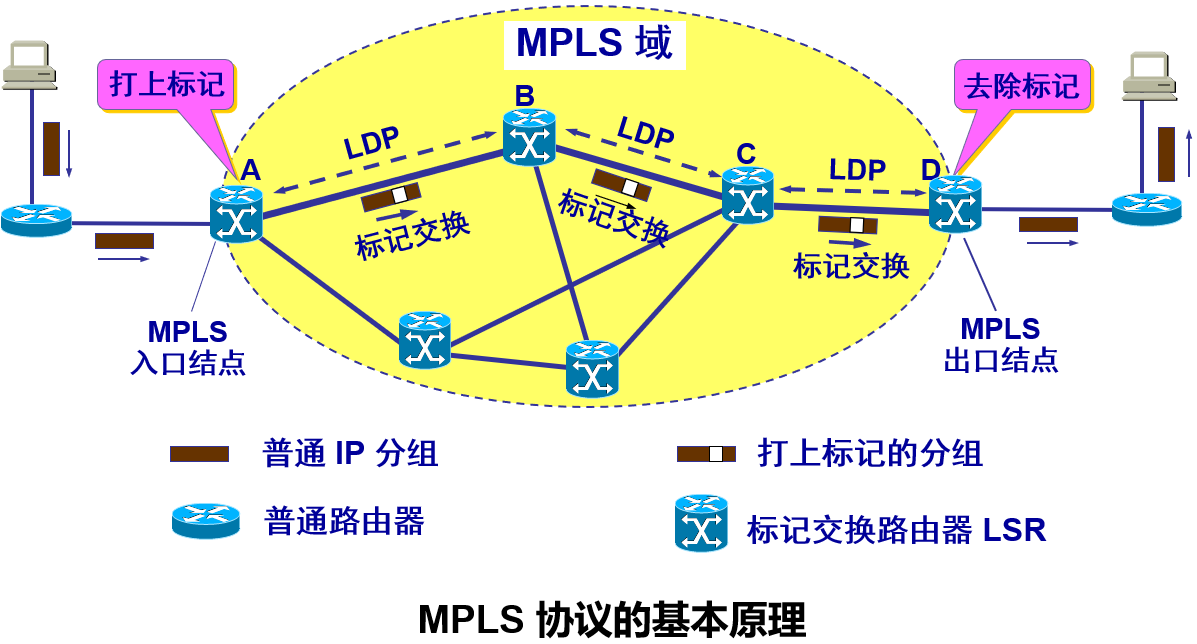 MPLS 域
打上标记
去除标记
B
LDP
LDP
A
C
LDP
D
标记交换
标记交换
标记交换
MPLS
入口结点
MPLS
出口结点
普通 IP 分组
打上标记的分组
普通路由器
标记交换路由器 LSR
MPLS 协议的基本原理